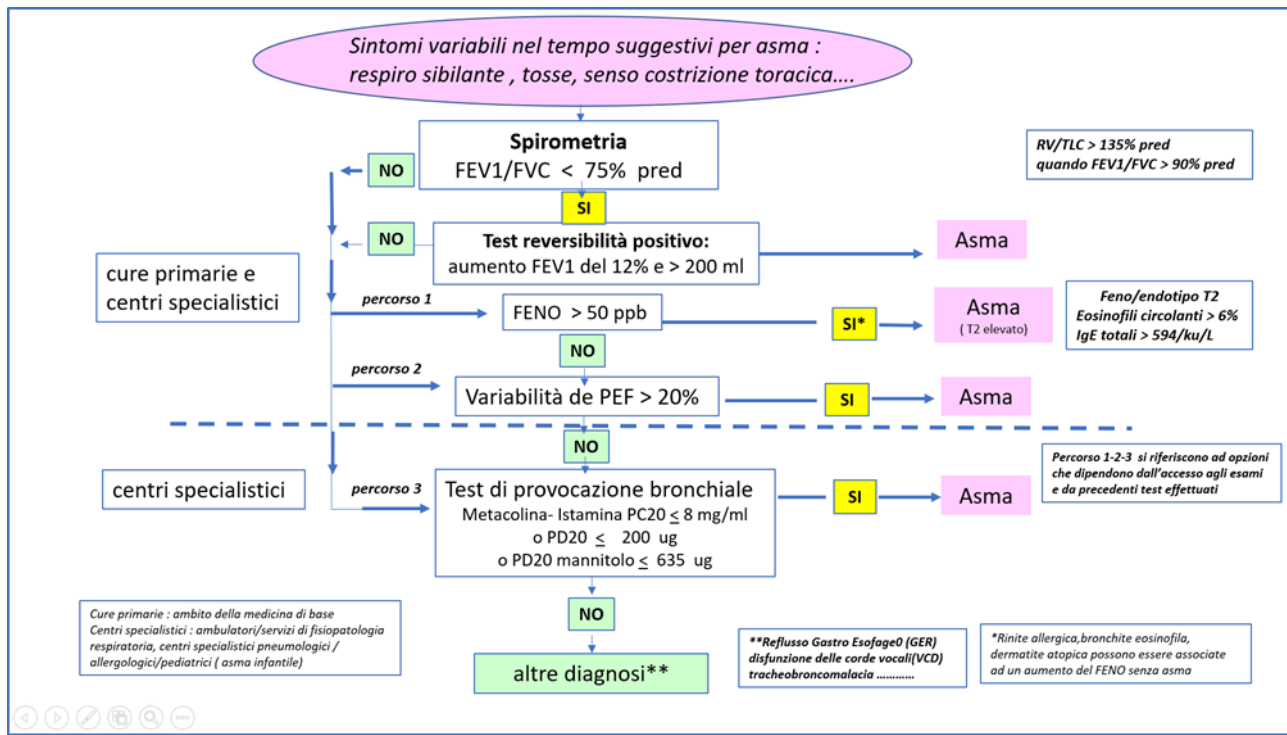 Sintomi variabili nel tempo suggestivi per asma :
respiro sibilante , tosse, senso costrizione toracica....
Spirometria
FEV1/FVC < 75% pred
RV/TLC > 135% pred
quando FEV1/FVC > 90% pred
NO
SI
NO
Test reversibilità positivo:
aumento FEV1 del 12% e > 200 ml
Asma
cure primarie e
centri specialistici
percorso 1
FENO > 50 ppb
SI*
Asma
( T2 elevato)
Feno/endotipo T2
Eosinofili circolanti > 6%
IgE totali > 594/ku/L
NO
percorso 2
Variabilità de PEF > 20%
SI
Asma
NO
centri specialistici
percorso 3
Test di provocazione bronchiale
Metacolina- Istamina PC20 ≤ 8 mg/ml
o PD20 ≤ 200 ug
o PD20 mannitolo ≤ 635 ug
SI
Asma
Percorso 1-2-3 si riferiscono ad opzioni
che dipendono dall'accesso agli esami
e da precedenti test effettuati
NO
Cure primarie : ambito della medicina di base
Centri specialistici : ambulatori/servizi di fisiopatologia
respiratoria, centri specialistici pneumologici /
allergologici/pediatrici ( asma infantile)
altre diagnosi**
**Reflusso Gastro Esofage0 (GER)
disfunzione delle corde vocali(VCD)
tracheobroncomalacia ............
*Rinite allergica,bronchite eosinofila,
dermatite atopica possono essere associate
ad un aumento del FENO senza asma